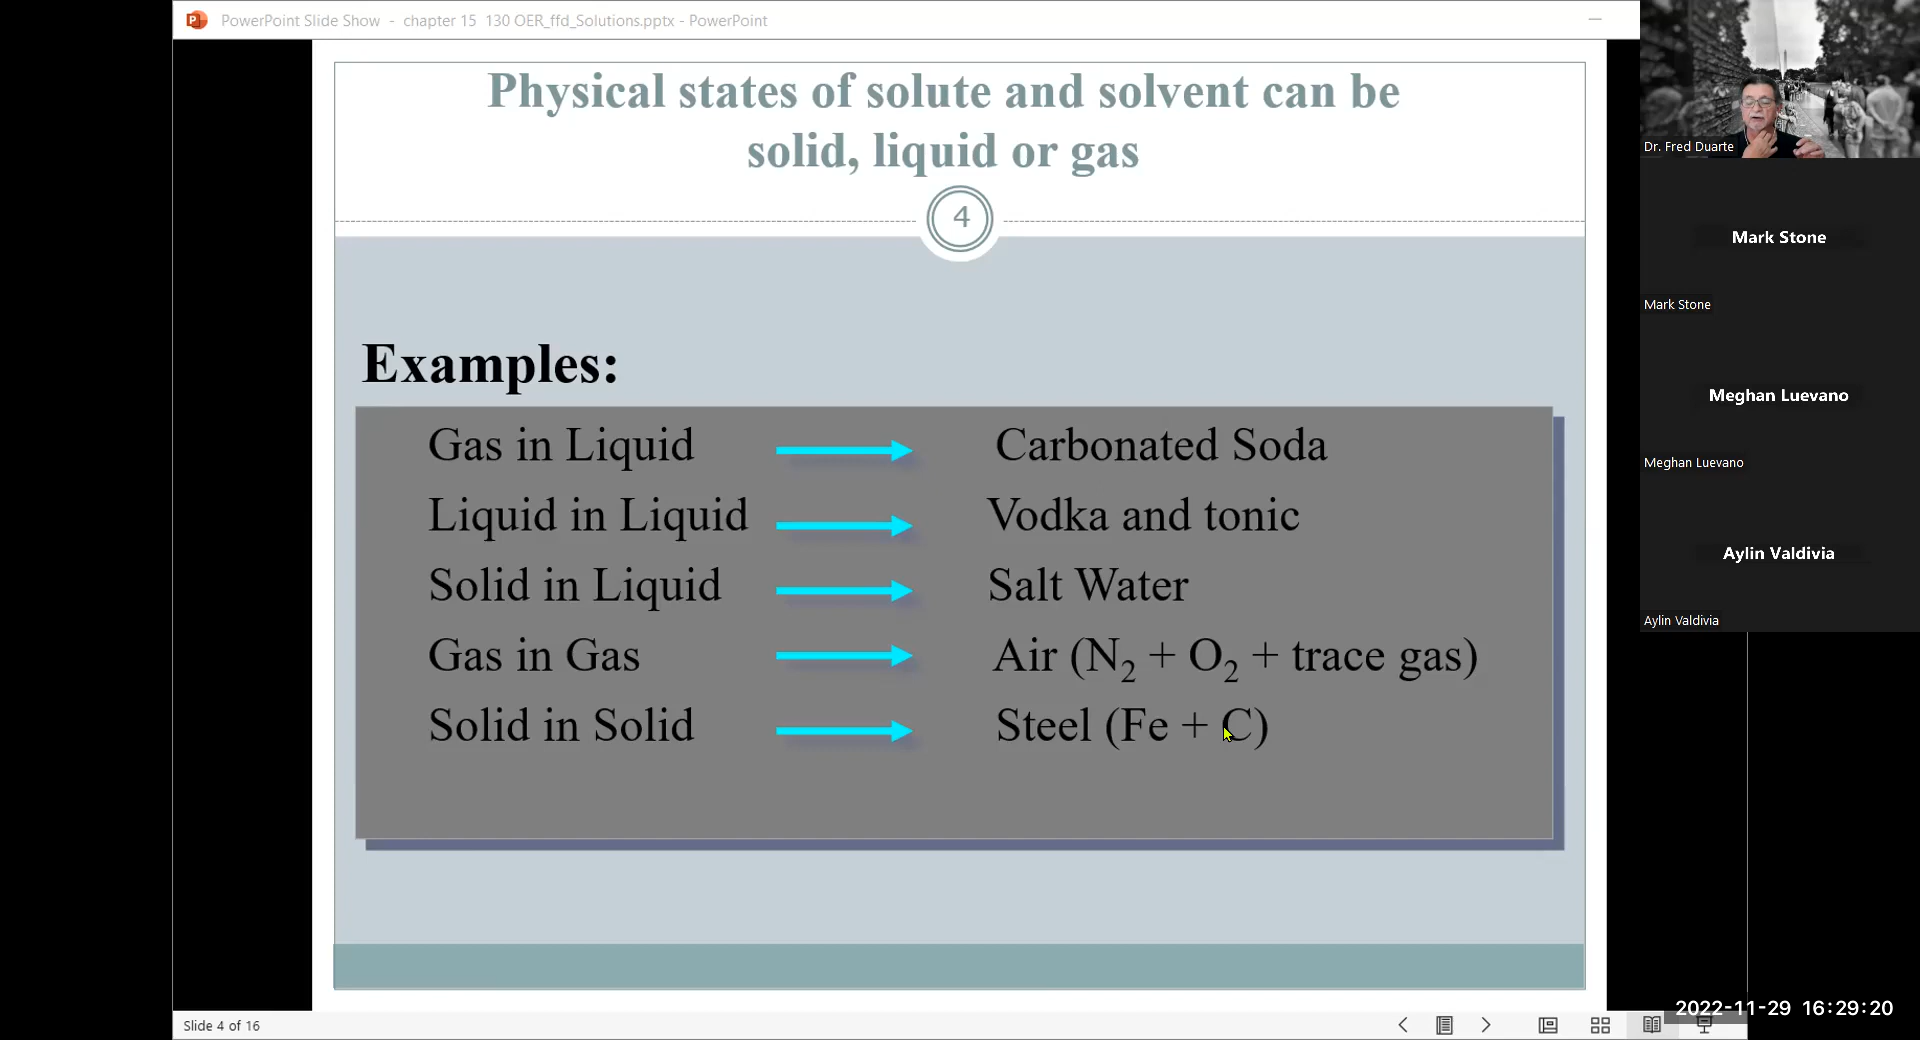 PowerPoint Slide Show - chapter 15 130 OER_ffd_Solutions.pptx - PowerPoint
Physical states of solute and solvent can be
solid, liquid or gas
4
Examples:
Gas in Liquid Carbonated Soda
Liquid in Liquid Vodka and tonic
Solid in Liquid Salt Water
Gas in Gas Air (N₂ + O₂ + trace gas)
Solid in Solid Steel (Fe + C)
Slide 4 of 16
Dr. Fred Duarte
Mark Stone
Mark Stone
Meghan Luevano
Meghan Luevano
Aylin Valdivia
Aylin Valdivia
2022-11-29 16:29:20